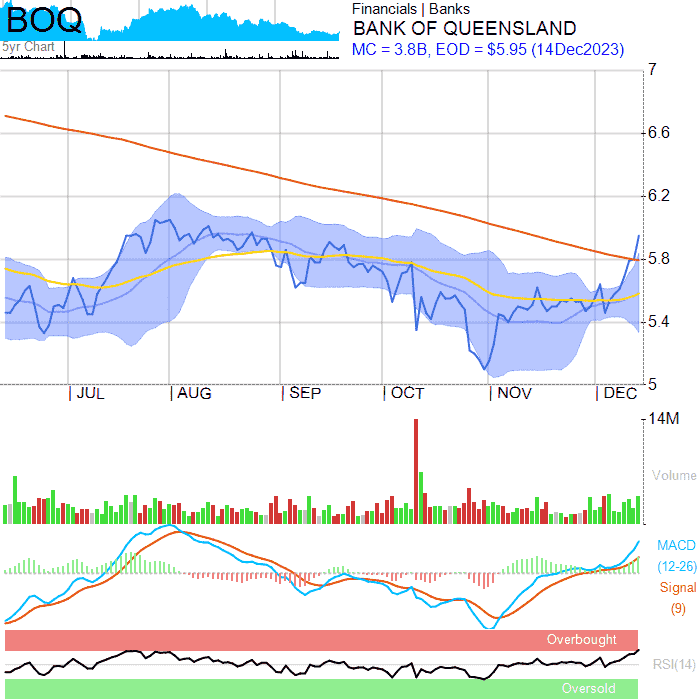 BOQ
5yr Chart
Financials | Banks
BANK OF QUEENSLAND
MC = 3.8B, EOD = $5.95 (14Dec2023)
7
6.6
6.2
5.8
5.4
5
JUL AUG SEP OCT NOV DEC
14M
Volume
MACD
(12-26)
Signal
(9)
Overbought
RSI(14)
Oversold